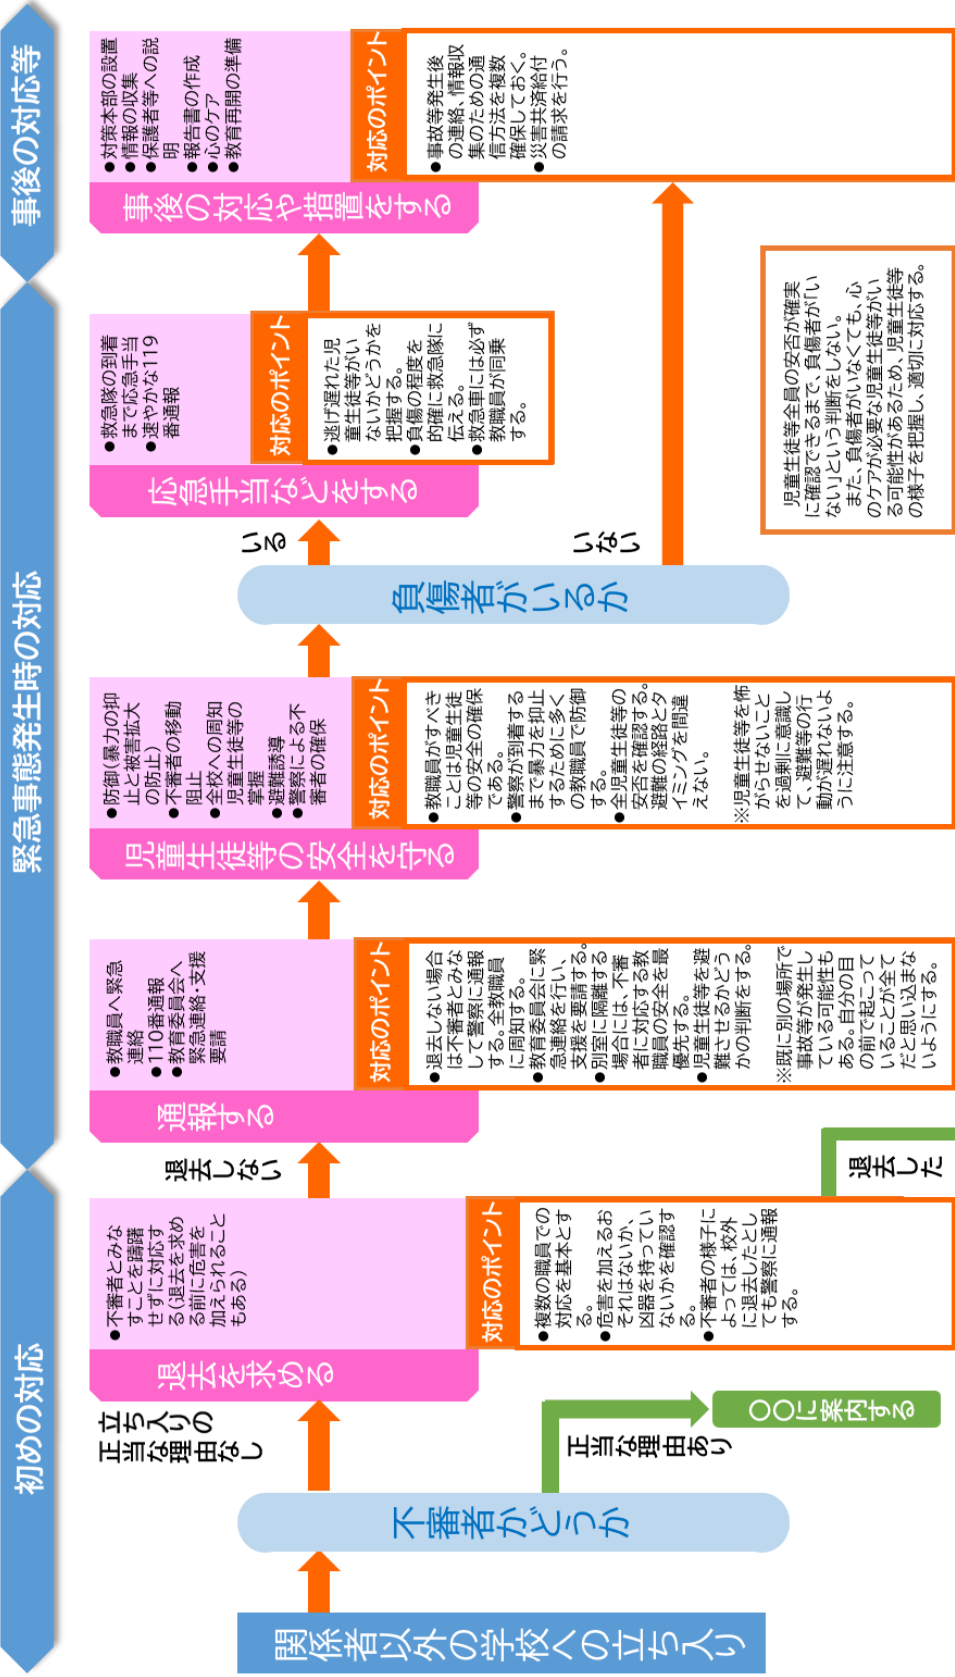 初めの対応
緊急事態発生時の対応
事後の対応等
関係者以外の学校への立ち入り
不審者かどうか
立ち入りの
正当な理由なし
正当な理由あり
〇〇に案内する
退去を求める
●不審者とみな
すことを躊躇
せずに対応す
る(退去を求め
る前に危害を
加えられること
もある)
対応のポイント
●複数の職員での
対応を基本とす
る。
●危害を加えるお
それはないか、
凶器を持ってい
ないかを確認す
る。
●不審者の様子に
よっては、校外
に退去したとし
ても警察に通報
する。
退去しない
退去した
通報する
●教職員へ緊急
連絡
●110番通報
●教育委員会へ
緊急連絡・支援
要請
対応のポイント
●退去しない場合
は不審者とみな
して警察に通報
する。全教職員
に周知する。
●教育委員会に緊
急連絡を行い、
支援を要請する。
●別室に隔離する
場合には、不審
者に対応する教
職員の安全を最
優先する。
●児童生徒等を避
難させるかどう
かの判断をする。
※既に別の場所で
事故等が発生し
ている可能性も
ある。自分の目
の前で起こって
いることが全て
だと思い込まな
いようにする。
児童生徒等の安全を守る
●防御(暴力の抑
止と被害拡大
の防止)
●不審者の移動
阻止
●全校への周知
児童生徒等の
掌握
●避難誘導
●警察による不
審者の確保
対応のポイント
●教職員がすべき
ことは児童生徒
等の安全の確保
である。
●警察が到着する
まで暴力を抑止
するために多く
の教職員で防御
する。
●全児童生徒等の
安否を確認する。
避難の経路とタ
イミングを間違
えない。
※児童生徒等を怖
がらせないこと
を過剰に意識し
て、避難等の行
動が遅れないよ
うに注意する。
負傷者がいるか
いる
いない
応急手当などをする
●救急隊の到着
まで応急手当
●速やかな119
番通報
対応のポイント
●逃げ遅れた児
童生徒等がい
ないかどうかを
把握する。
●負傷の程度を
的確に救急隊に
伝える。
●救急車には必ず
教職員が同乗
する。
児童生徒等全員の安否が確実
に確認できるまで、負傷者が「い
ない」という判断をしない。
また、負傷者がいなくても、心
のケアが必要な児童生徒等がい
る可能性があるため、児童生徒等
の様子を把握し、適切に対応する。
事後の対応や措置をする
●対策本部の設置
●情報の収集
●保護者等への説
明
●報告書の作成
●心のケア
●教育再開の準備
対応のポイント
●事故等発生後
の連絡、情報収
集のための通
信方法を複数
確保しておく。
●災害共済給付
の請求を行う。